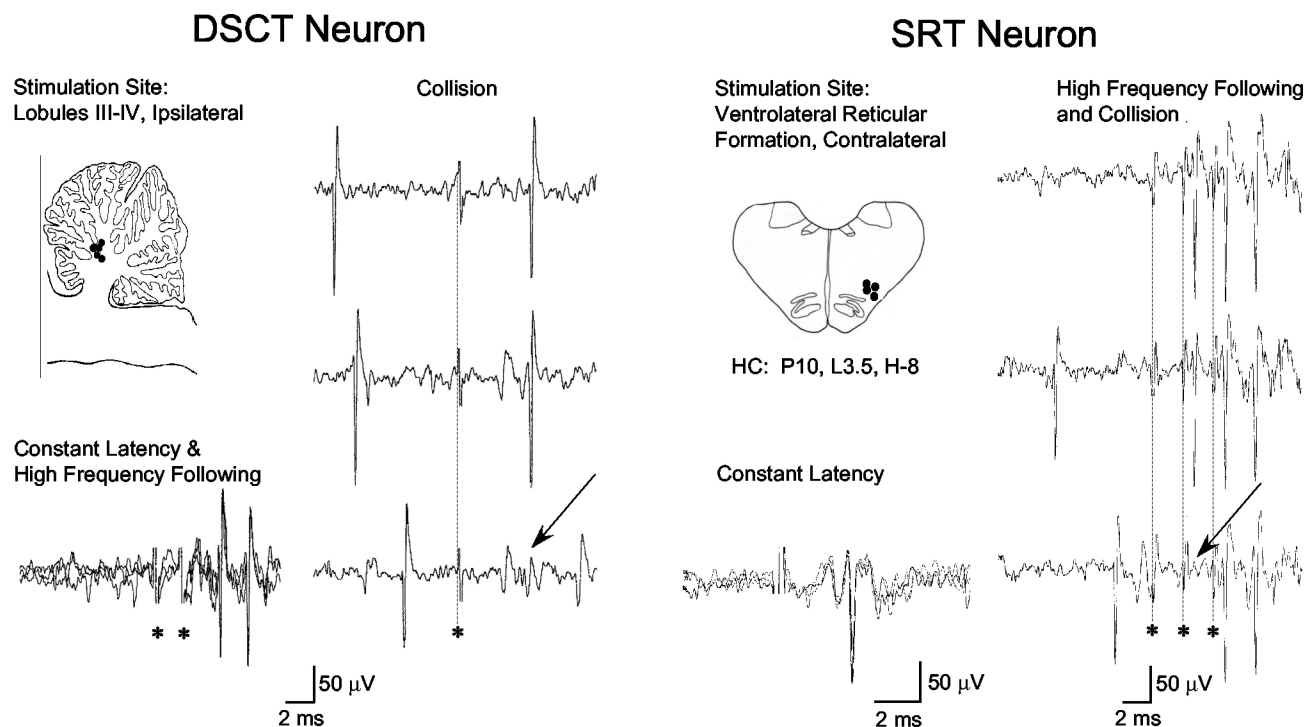 DSCT Neuron
Stimulation Site:
Lobules III-IV, Ipsilateral
Collision
Constant Latency &
High Frequency Following
* *
*
50 μV
2 ms
SRT Neuron
Stimulation Site:
Ventrolateral Reticular
Formation, Contralateral
High Frequency Following
and Collision
HC: P10, L3.5, H-8
Constant Latency
* * *
50 μV
2 ms
50 μV
2 ms